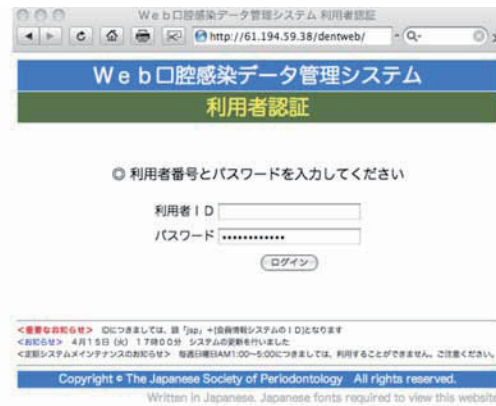 Web口腔感染データ管理システム 利用者認証
http://61.194.59.38/dentweb/
Web口腔感染データ管理システム
利用者認証
◎ 利用者番号とパスワードを入力してください
利用者ID
パスワード ••••••••••••
ログイン
<重要なお知らせ> IDにつきましては、頭「jsp」+(会員情報システムのID)となります
<お知らせ> 4月15日(火) 17時00分 システムの更新を行いました
<定期システムメインテナンスのお知らせ> 毎週日曜日AM1:00~5:00につきましては、利用することができません。ご注意ください。
Copyright © The Japanese Society of Periodontology All rights reserved.
Written in Japanese. Japanese fonts required to view this website